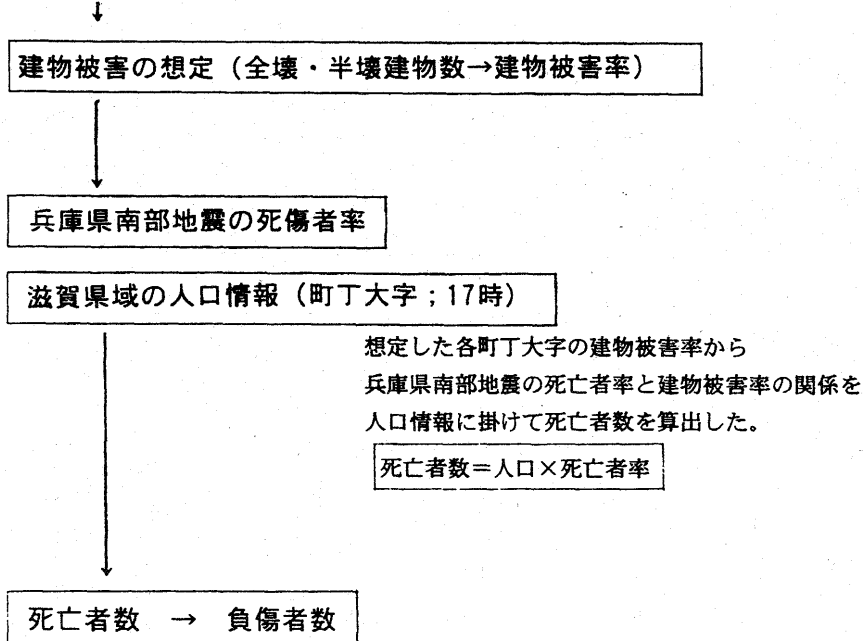 建物被害の想定（全壊・半壊建物数→建物被害率）
兵庫県南部地震の死傷者率
滋賀県域の人口情報（町丁大字；17時）
想定した各町丁大字の建物被害率から
兵庫県南部地震の死亡者率と建物被害率の関係を
人口情報に掛けて死亡者数を算出した。
死亡者数＝人口×死亡者率
死亡者数 → 負傷者数